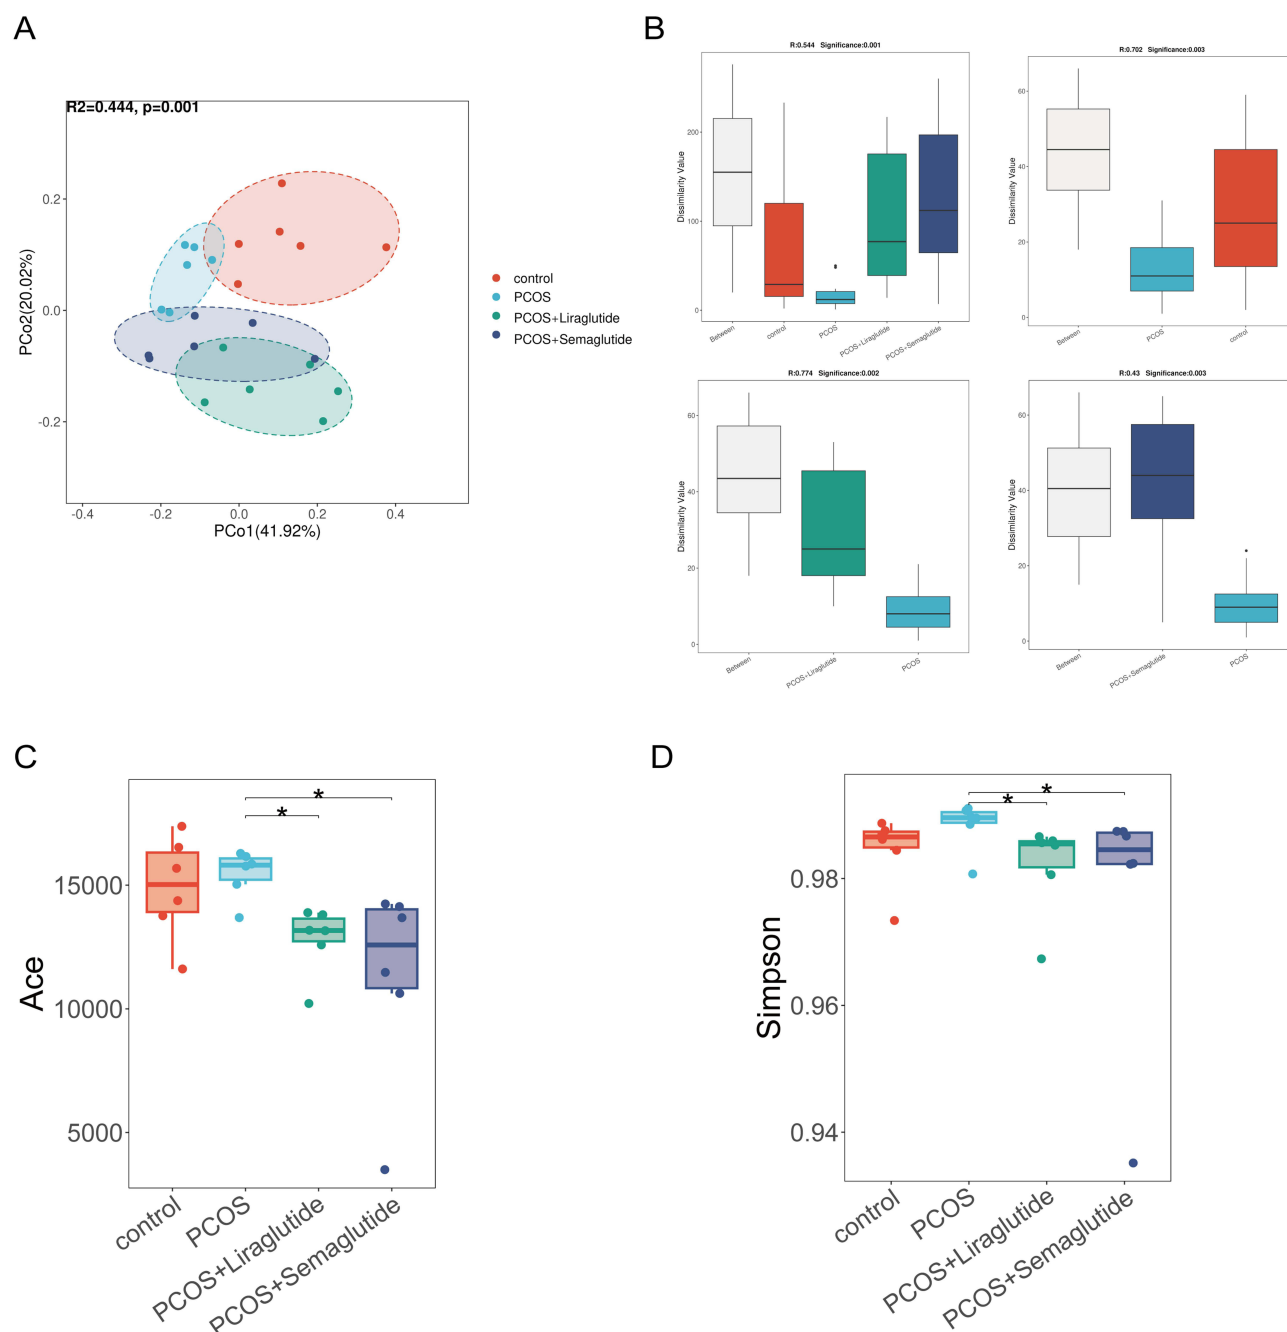 A
R2=0.444, p=0.001
PCo2(20.02%)
0.2
0.0
-0.2
-0.4
-0.2
0.0
0.2
0.4
PCo1(41.92%)
control
PCOS
PCOS+Liraglutide
PCOS+Semaglutide
B
R:0.544 Significance:0.001
Dissimilarity Value
200
100
0
Between
control
PCOS
PCOS+Liraglutide
PCOS+Semaglutide
R:0.702 Significance:0.003
Dissimilarity Value
60
40
20
0
Between
PCOS
control
R:0.774 Significance:0.002
Dissimilarity Value
60
40
20
0
Between
PCOS+Liraglutide
PCOS
R:0.43 Significance:0.003
Dissimilarity Value
60
40
20
0
Between
PCOS+Semaglutide
PCOS
C
Ace
15000
10000
5000
*
*
control
PCOS
PCOS+Liraglutide
PCOS+Semaglutide
D
Simpson
0.98
0.96
0.94
*
*
control
PCOS
PCOS+Liraglutide
PCOS+Semaglutide